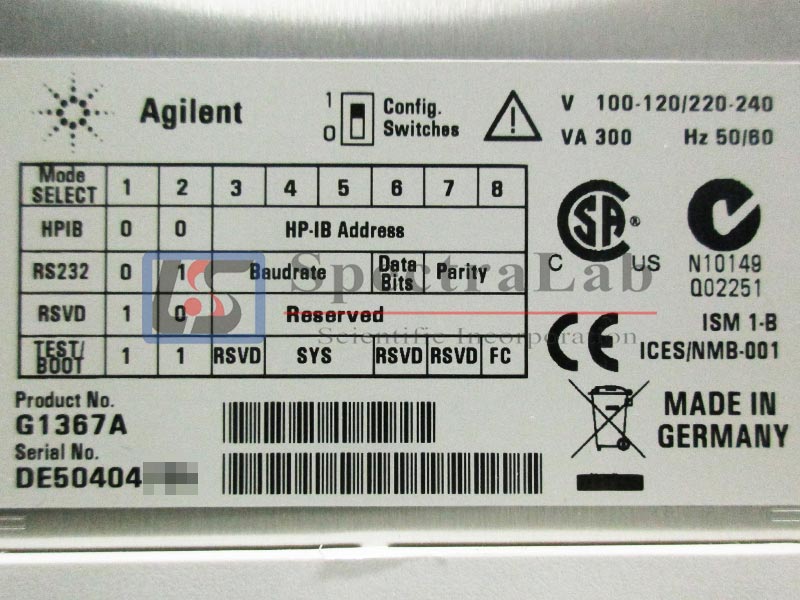 Agilent
1
0
Config.
Switches
V 100-120/220-240
VA 300 Hz 50/60
Mode SELECT 1 2 3 4 5 6 7 8
HPIB 0 0 HP-IB Address
RS232 0 1 Baudrate Data Bits Parity
RSVD 1 0 Reserved
TEST/BOOT 1 1 RSVD SYS RSVD RSVD FC
SA ®
C US
N10149
Q02251
CE
ISM 1-B
ICES/NMB-001
SpectraLab
Scientific Incorporation
Product No.
G1367A
Serial No.
DE50404
MADE IN
GERMANY